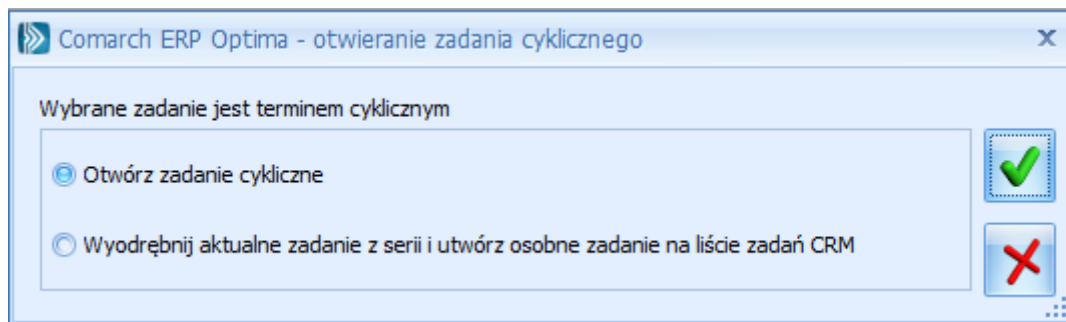 Comarch ERP Optima - otwieranie zadania cyklicznego
Wybrane zadanie jest terminem cyklicznym
Otwórz zadanie cykliczne
Wyodrębnij aktualne zadanie z serii i utwórz osobne zadanie na liście zadań CRM